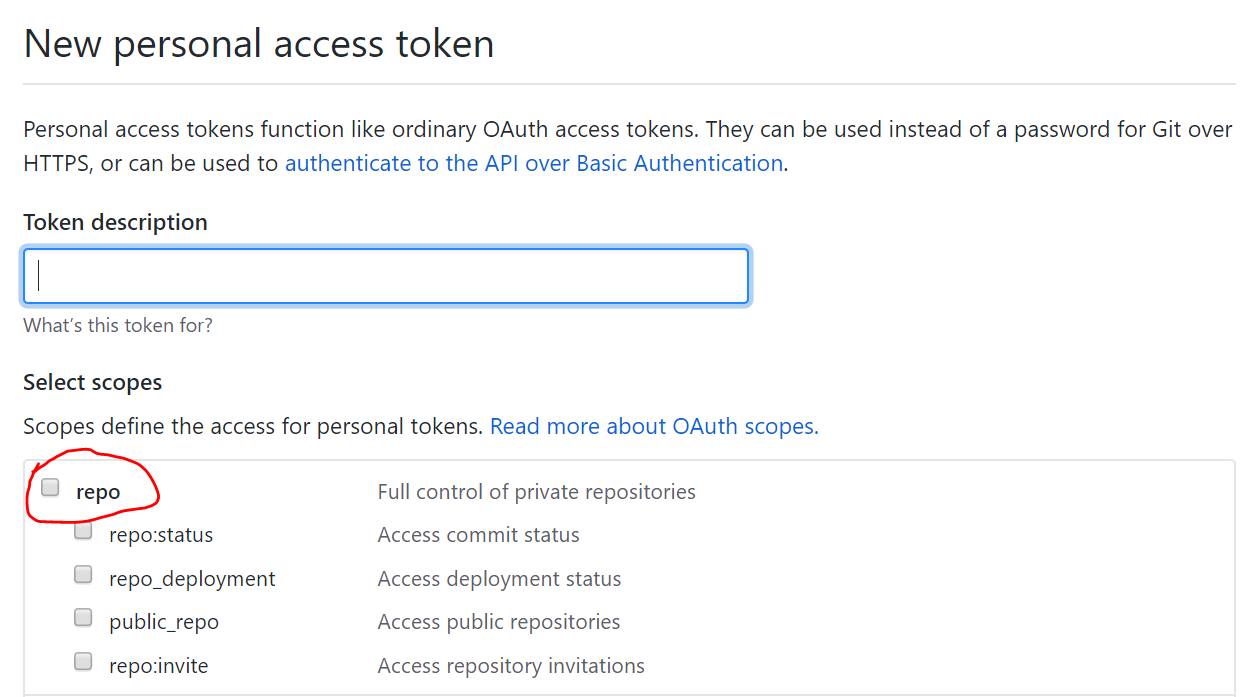 New personal access token
Personal access tokens function like ordinary OAuth access tokens. They can be used instead of a password for Git over
HTTPS, or can be used to authenticate to the API over Basic Authentication.
Token description
What's this token for?
Select scopes
Scopes define the access for personal tokens. Read more about OAuth scopes.
repo Full control of private repositories
repo:status Access commit status
repo_deployment Access deployment status
public_repo Access public repositories
repo:invite Access repository invitations